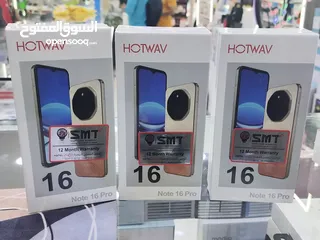 السوق المفتوح
opensooq.com
HOTWAV
HOTWAV
HOTWAV
SMT
12 Month Warranty
SMT
12 Month Warranty
SMT
12 Month Warranty
16
16
16
Note 16 Pro
Note 16 Pro
Note 16 Pro